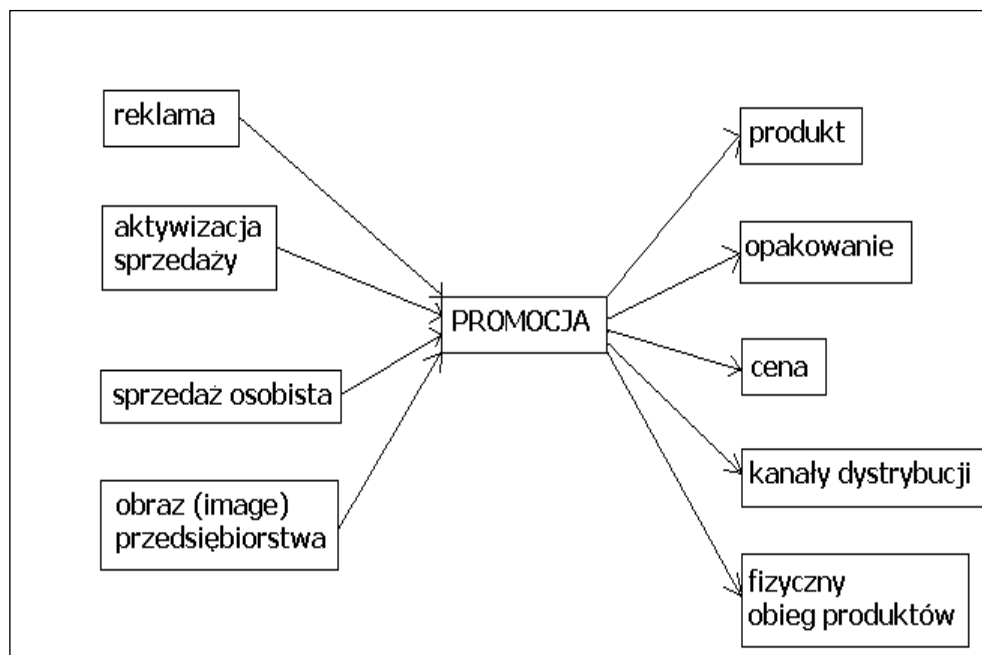 reklama
aktywizacja
sprzedaży
sprzedaż osobista
obraz (image)
przedsiębiorstwa
PROMOCJA
produkt
opakowanie
cena
kanały dystrybucji
fizyczny
obieg produktów